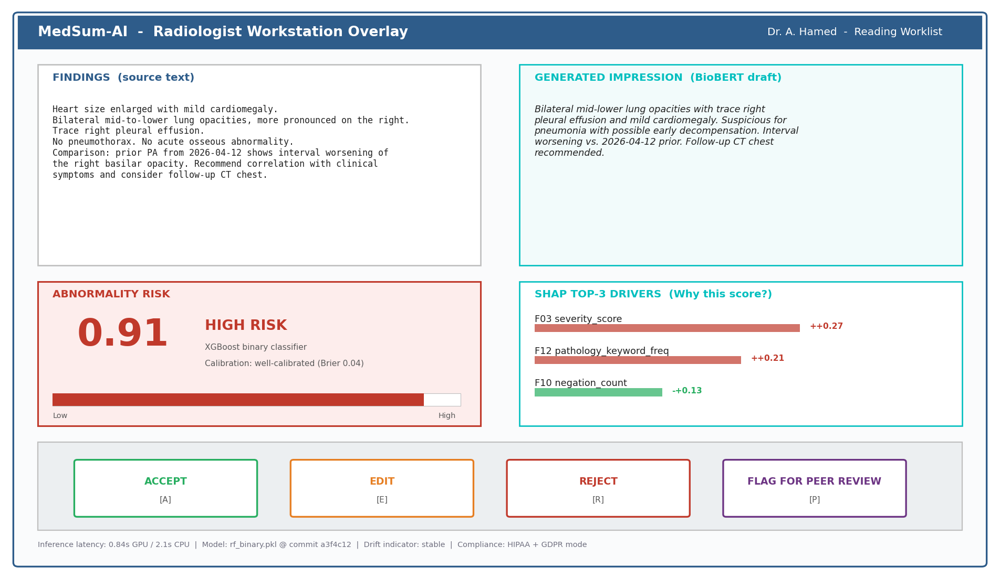 MedSum-AI - Radiologist Workstation Overlay
Dr. A. Hamed - Reading Worklist
FINDINGS (source text)
Heart size enlarged with mild cardiomegaly.
Bilateral mid-to-lower lung opacities, more pronounced on the right.
Trace right pleural effusion.
No pneumothorax. No acute osseous abnormality.
Comparison: prior PA from 2026-04-12 shows interval worsening of
the right basilar opacity. Recommend correlation with clinical
symptoms and consider follow-up CT chest.
GENERATED IMPRESSION (BioBERT draft)
Bilateral mid-lower lung opacities with trace right
pleural effusion and mild cardiomegaly. Suspicious for
pneumonia with possible early decompensation. Interval
worsening vs. 2026-04-12 prior. Follow-up CT chest
recommended.
ABNORMALITY RISK
0.91
HIGH RISK
XGBoost binary classifier
Calibration: well-calibrated (Brier 0.04)
Low
High
SHAP TOP-3 DRIVERS (Why this score?)
F03 severity_score
++0.27
F12 pathology_keyword_freq
++0.21
F10 negation_count
-+0.13
ACCEPT
[A]
EDIT
[E]
REJECT
[R]
FLAG FOR PEER REVIEW
[P]
Inference latency: 0.84s GPU / 2.1s CPU | Model: rf_binary.pkl @ commit a3f4c12 | Drift indicator: stable | Compliance: HIPAA + GDPR mode